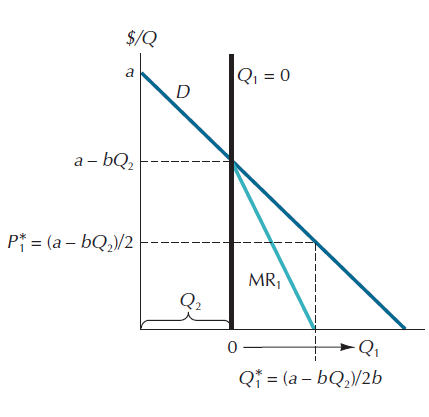 $/Q
a
D
Q₁ = 0
a – bQ₂
P₁* = (a – bQ₂)/2
MR₁
Q₂
0
Q₁
Q₁* = (a – bQ₂)/2b